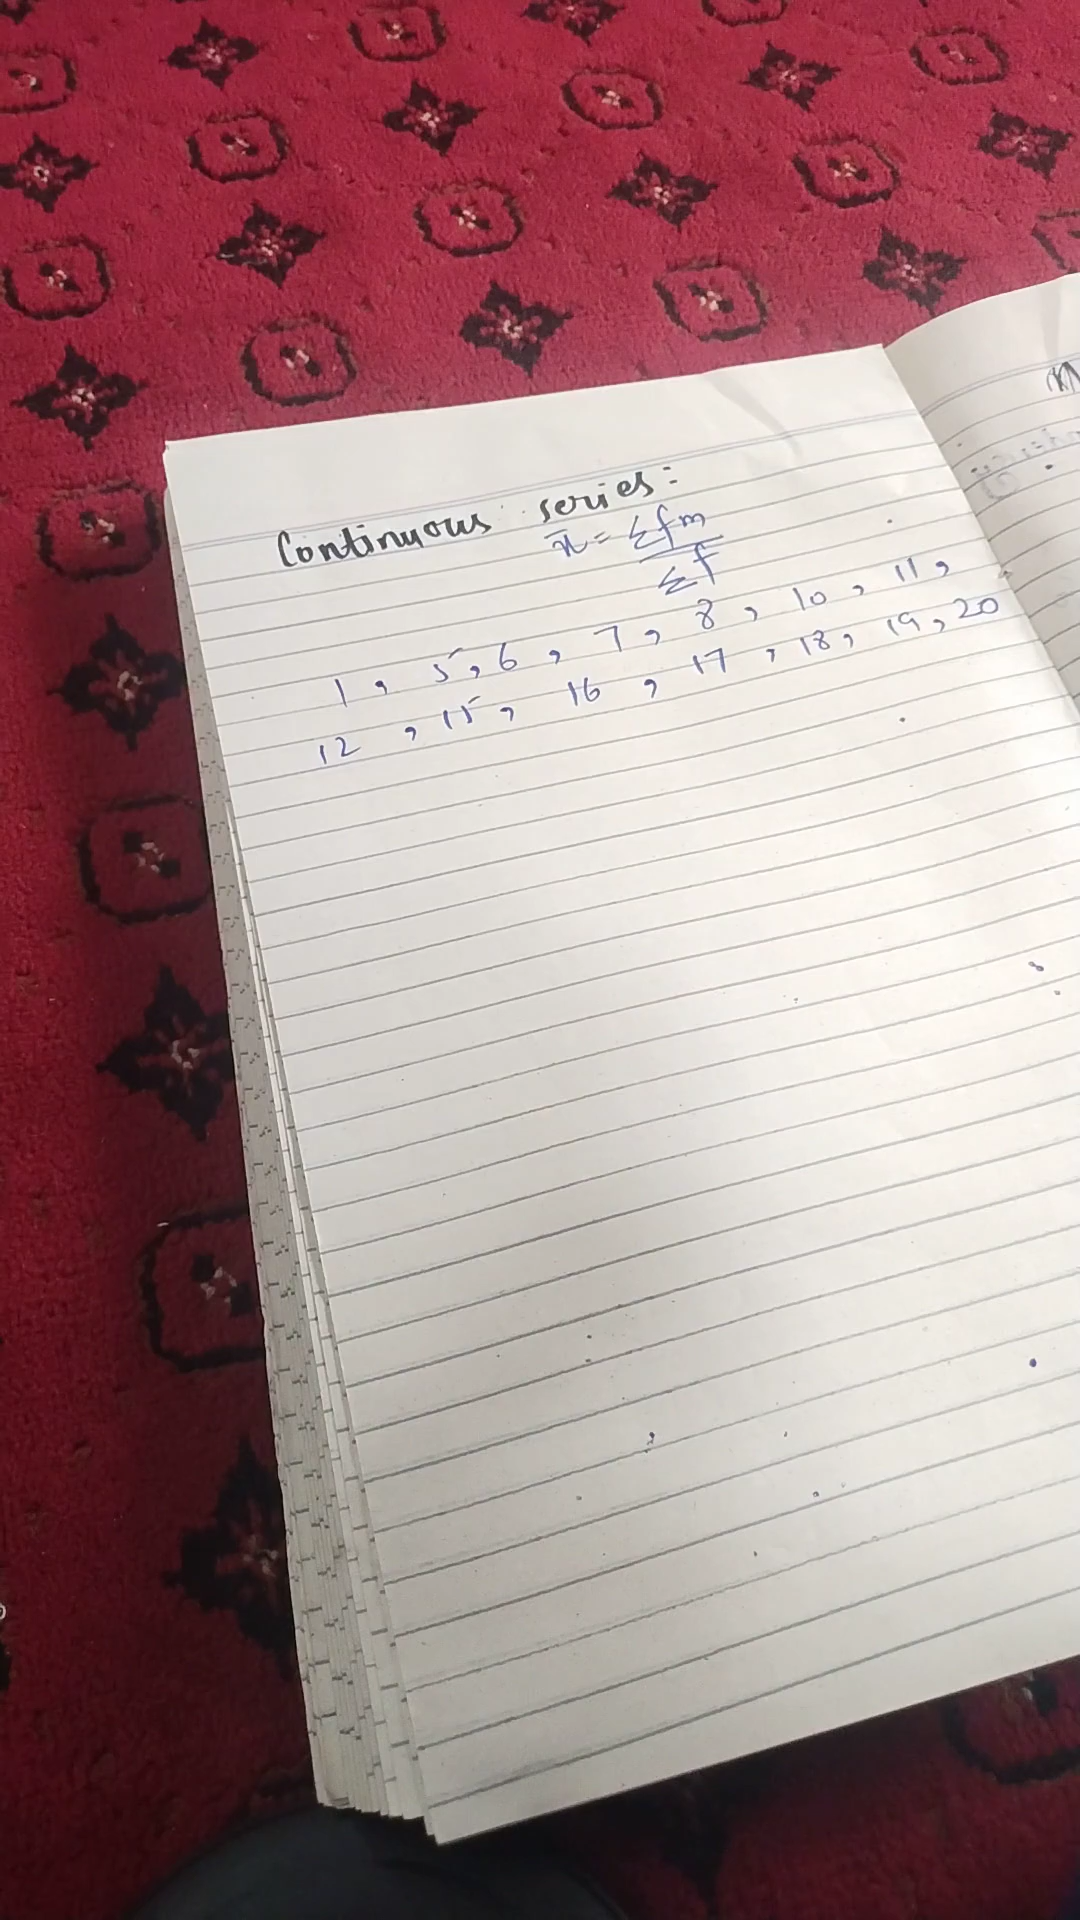 Continuous series:
x̄ = Σfm / Σf
1, 5, 6, 7, 8, 10, 11,
12, 15, 16, 17, 18, 19, 20